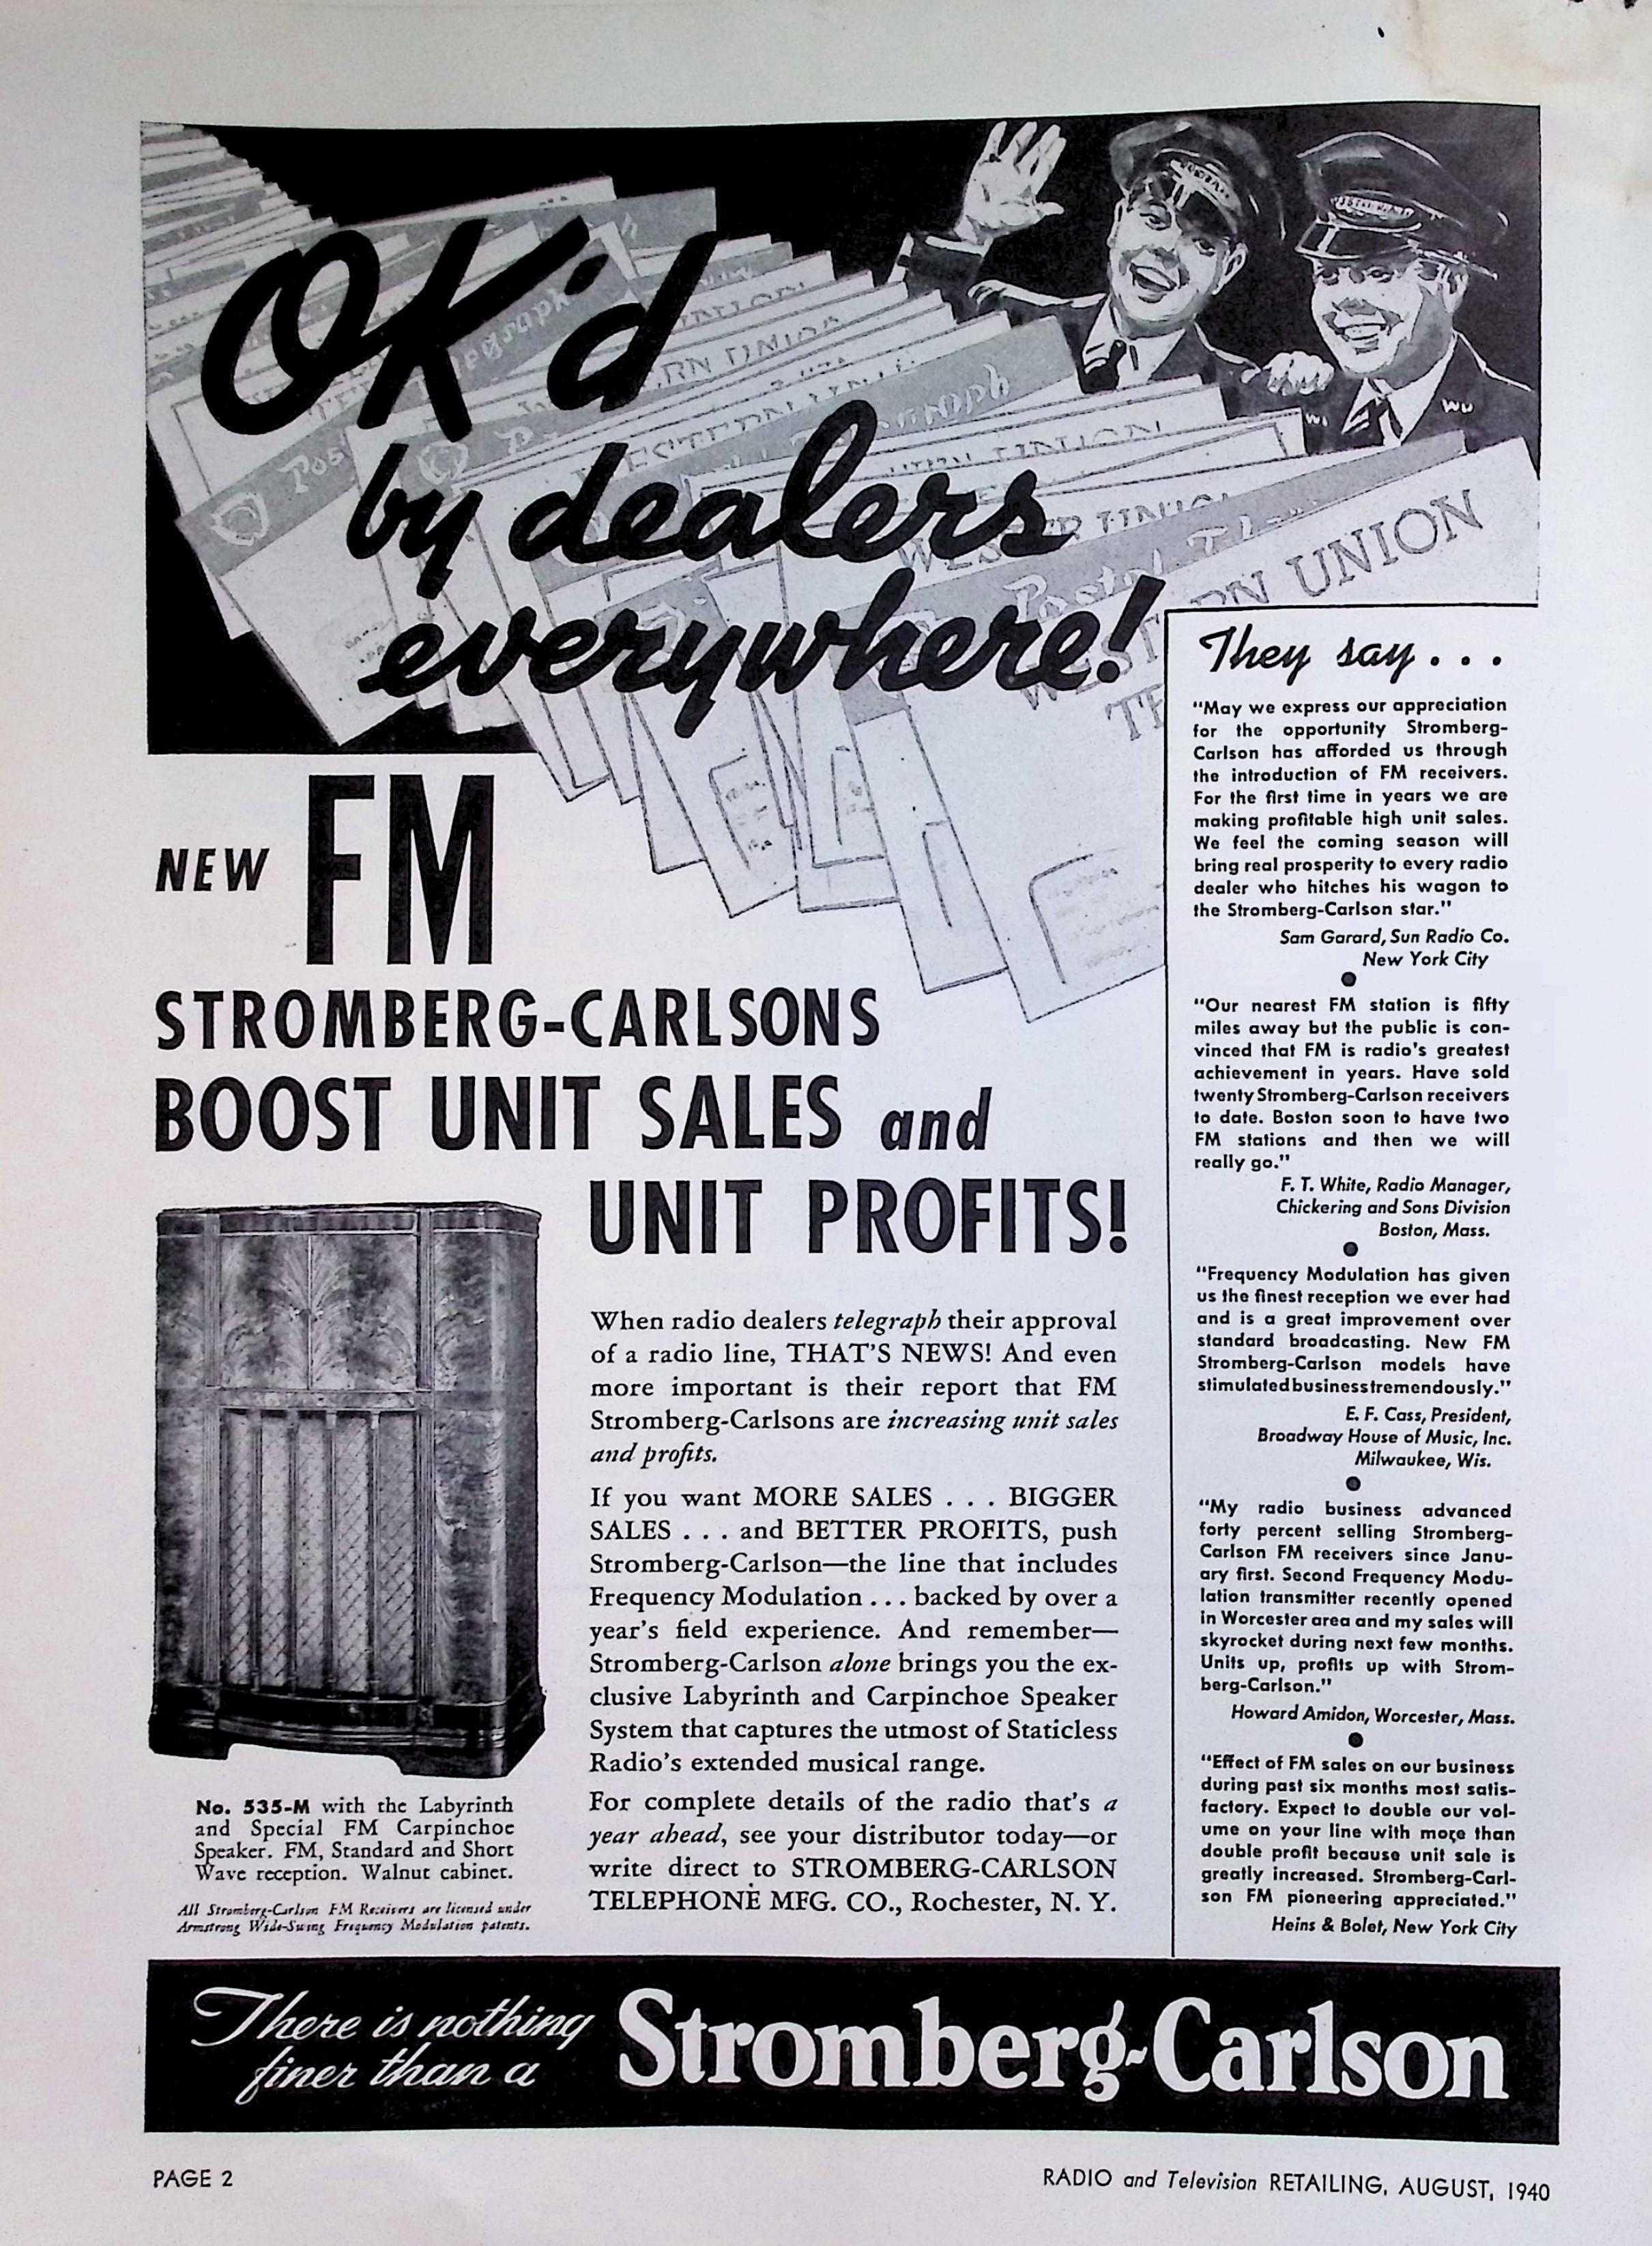 OK'd
by dealers
everywhere!
POSTAL
WU
WESTERN UNION
Postal
WESTERN UNION
NEW FM
STROMBERG-CARLSONS
BOOST UNIT SALES and
UNIT PROFITS!
When radio dealers telegraph their approval
of a radio line, THAT'S NEWS! And even
more important is their report that FM
Stromberg-Carlsons are increasing unit sales
and profits.
If you want MORE SALES . . . BIGGER
SALES . . . and BETTER PROFITS, push
Stromberg-Carlson—the line that includes
Frequency Modulation . . . backed by over a
year's field experience. And remember—
Stromberg-Carlson alone brings you the ex-
clusive Labyrinth and Carpinchoe Speaker
System that captures the utmost of Staticless
Radio's extended musical range.
For complete details of the radio that's a
year ahead, see your distributor today—or
write direct to STROMBERG-CARLSON
TELEPHONE MFG. CO., Rochester, N. Y.
No. 535-M with the Labyrinth
and Special FM Carpinchoe
Speaker. FM, Standard and Short
Wave reception. Walnut cabinet.
All Stromberg-Carlson FM Receivers are licensed under
Armstrong Wide-Swing Frequency Modulation patents.
They say . . .
"May we express our appreciation
for the opportunity Stromberg-
Carlson has afforded us through
the introduction of FM receivers.
For the first time in years we are
making profitable high unit sales.
We feel the coming season will
bring real prosperity to every radio
dealer who hitches his wagon to
the Stromberg-Carlson star."
Sam Garard, Sun Radio Co.
New York City
"Our nearest FM station is fifty
miles away but the public is con-
vinced that FM is radio's greatest
achievement in years. Have sold
twenty Stromberg-Carlson receivers
to date. Boston soon to have two
FM stations and then we will
really go."
F. T. White, Radio Manager,
Chickering and Sons Division
Boston, Mass.
"Frequency Modulation has given
us the finest reception we ever had
and is a great improvement over
standard broadcasting. New FM
Stromberg-Carlson models have
stimulated business tremendously."
E. F. Cass, President,
Broadway House of Music, Inc.
Milwaukee, Wis.
"My radio business advanced
forty percent selling Stromberg-
Carlson FM receivers since Janu-
ary first. Second Frequency Modu-
lation transmitter recently opened
in Worcester area and my sales will
skyrocket during next few months.
Units up, profits up with Strom-
berg-Carlson."
Howard Amidon, Worcester, Mass.
"Effect of FM sales on our business
during past six months most satis-
factory. Expect to double our vol-
ume on your line with more than
double profit because unit sale is
greatly increased. Stromberg-Carl-
son FM pioneering appreciated."
Heins & Bolet, New York City
There is nothing
finer than a
Stromberg-Carlson
PAGE 2
RADIO and Television RETAILING, AUGUST, 1940